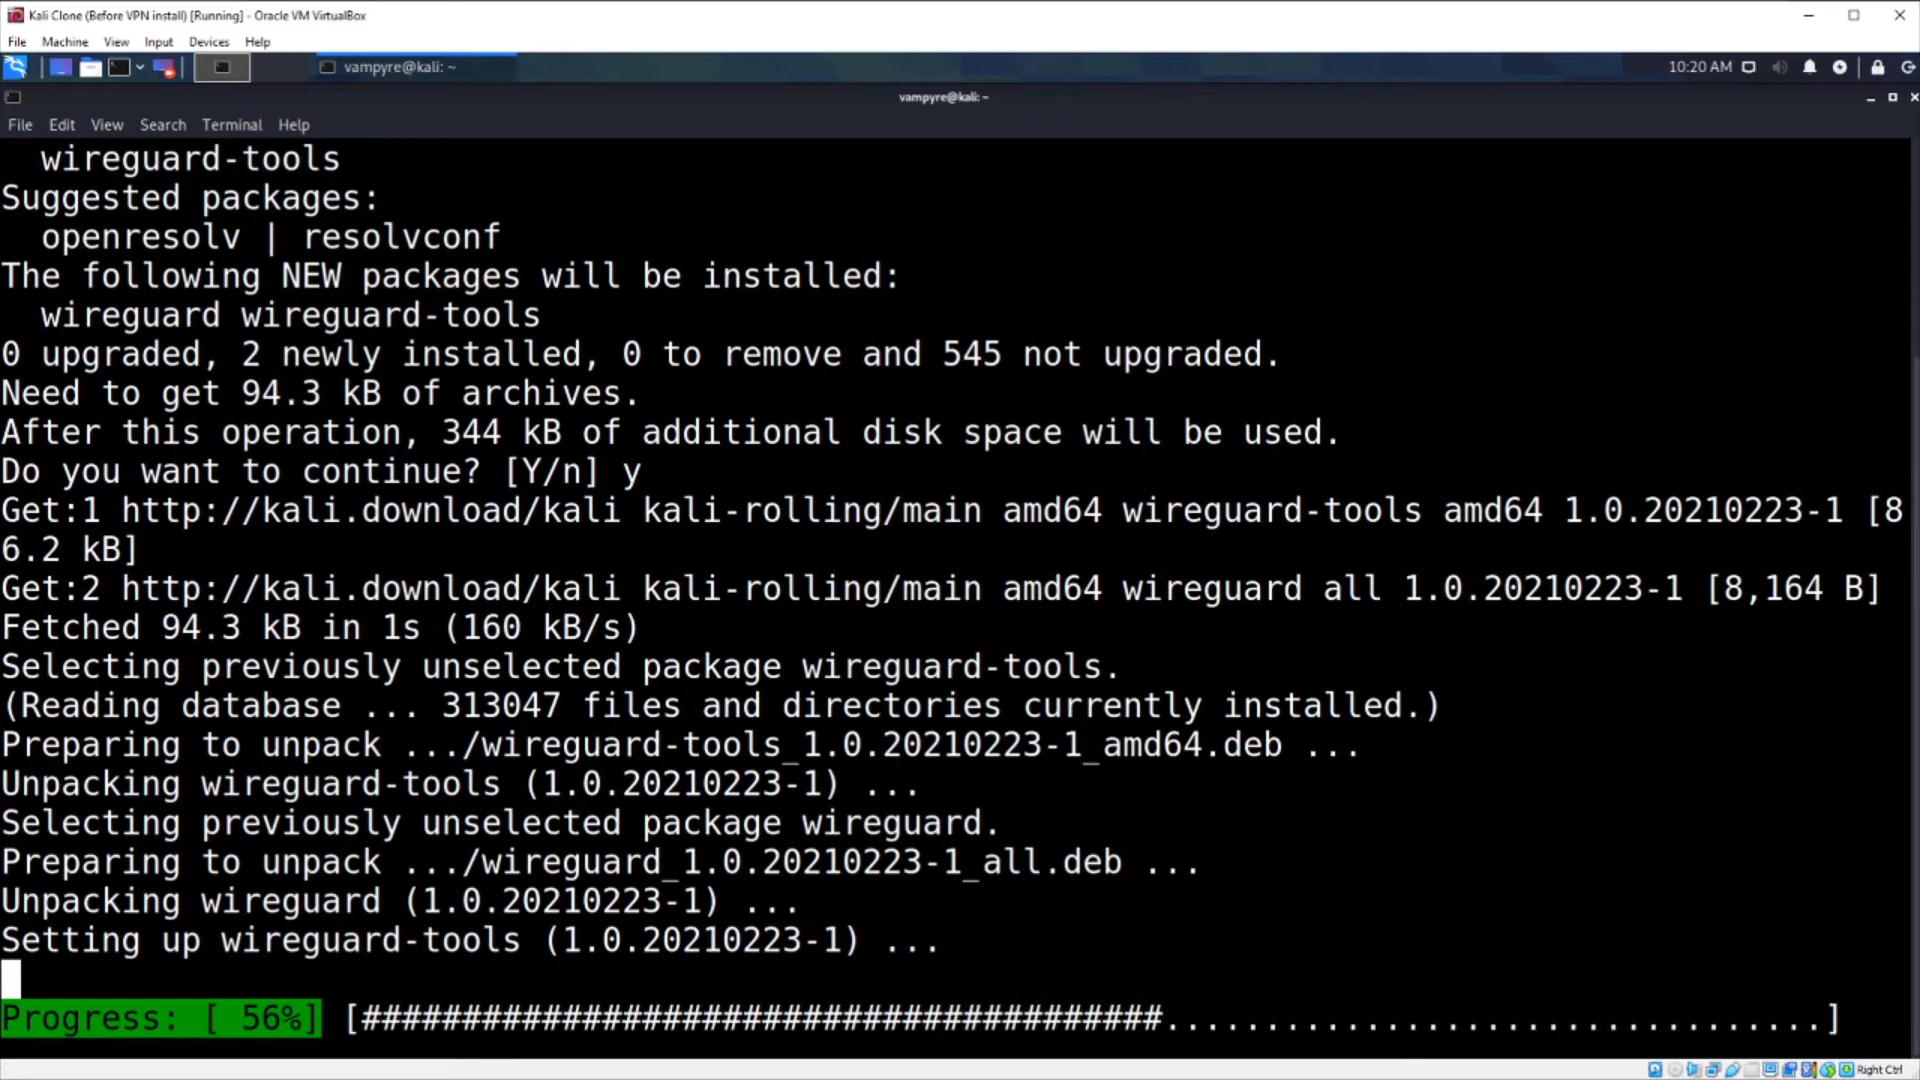 Kali Clone (Before VPN install) [Running] - Oracle VM VirtualBox
File Machine View Input Devices Help
vampyre@kali: ~
10:20 AM
vampyre@kali: ~
File Edit View Search Terminal Help
wireguard-tools
Suggested packages:
openresolv | resolvconf
The following NEW packages will be installed:
wireguard wireguard-tools
0 upgraded, 2 newly installed, 0 to remove and 545 not upgraded.
Need to get 94.3 kB of archives.
After this operation, 344 kB of additional disk space will be used.
Do you want to continue? [Y/n] y
Get:1 http://kali.download/kali kali-rolling/main amd64 wireguard-tools amd64 1.0.20210223-1 [8
6.2 kB]
Get:2 http://kali.download/kali kali-rolling/main amd64 wireguard all 1.0.20210223-1 [8,164 B]
Fetched 94.3 kB in 1s (160 kB/s)
Selecting previously unselected package wireguard-tools.
(Reading database ... 313047 files and directories currently installed.)
Preparing to unpack .../wireguard-tools_1.0.20210223-1_amd64.deb ...
Unpacking wireguard-tools (1.0.20210223-1) ...
Selecting previously unselected package wireguard.
Preparing to unpack .../wireguard_1.0.20210223-1_all.deb ...
Unpacking wireguard (1.0.20210223-1) ...
Setting up wireguard-tools (1.0.20210223-1) ...
Progress: [ 56%] [########################################.................................]
Right Ctrl